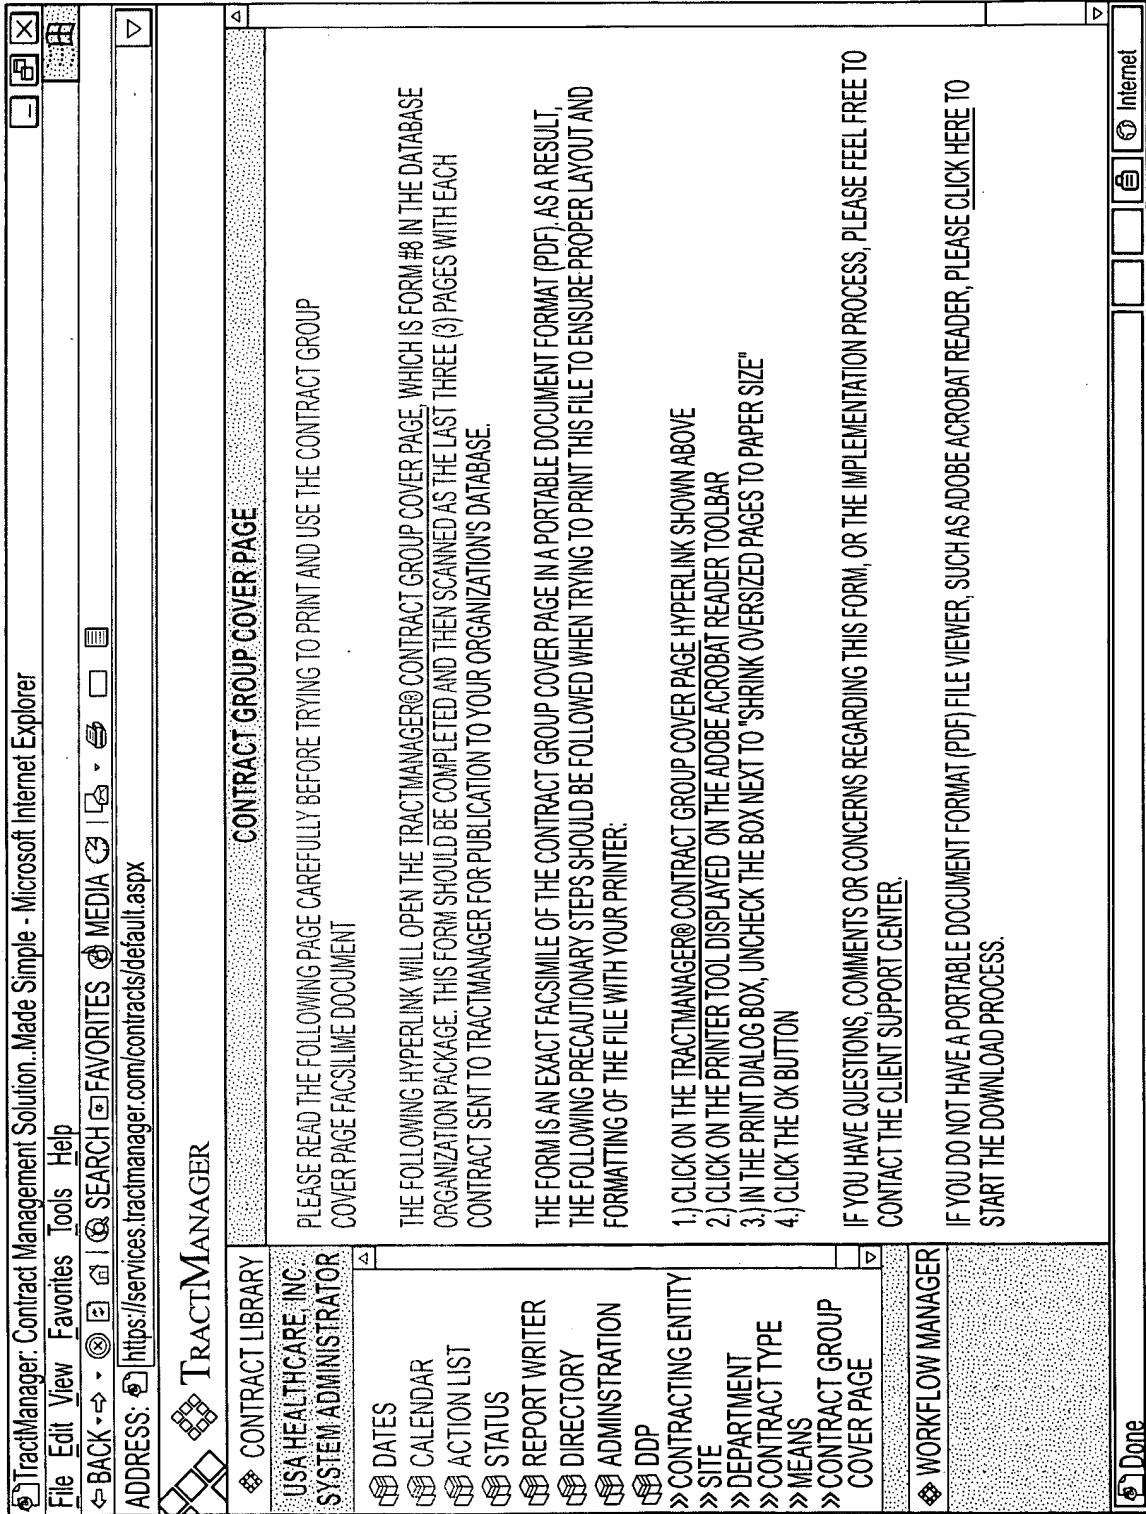 TractManager: Contract Management Solution..Made Simple - Microsoft Internet Explorer
File Edit View Favorites Tools Help
BACK SEARCH FAVORITES MEDIA
ADDRESS: https://services.tractmanager.com/contracts/default.aspx
TRACTMANAGER
CONTRACT LIBRARY
USA HEALTHCARE, INC.
SYSTEM ADMINISTRATOR
DATES
CALENDAR
ACTION LIST
STATUS
REPORT WRITER
DIRECTORY
ADMINSTRATION
DDP
»CONTRACTING ENTITY
»SITE
»DEPARTMENT
»CONTRACT TYPE
»MEANS
»CONTRACT GROUP
COVER PAGE
WORKFLOW MANAGER
CONTRACT GROUP COVER PAGE
PLEASE READ THE FOLLOWING PAGE CAREFULLY BEFORE TRYING TO PRINT AND USE THE CONTRACT GROUP
COVER PAGE FACSILIME DOCUMENT
THE FOLLOWING HYPERLINK WILL OPEN THE TRACTMANAGER® CONTRACT GROUP COVER PAGE, WHICH IS FORM #8 IN THE DATABASE
ORGANIZATION PACKAGE. THIS FORM SHOULD BE COMPLETED AND THEN SCANNED AS THE LAST THREE (3) PAGES WITH EACH
CONTRACT SENT TO TRACTMANAGER FOR PUBLICATION TO YOUR ORGANIZATION'S DATABASE.
THE FORM IS AN EXACT FACSIMILE OF THE CONTRACT GROUP COVER PAGE IN A PORTABLE DOCUMENT FORMAT (PDF). AS A RESULT,
THE FOLLOWING PRECAUTIONARY STEPS SHOULD BE FOLLOWED WHEN TRYING TO PRINT THIS FILE TO ENSURE PROPER LAYOUT AND
FORMATTING OF THE FILE WITH YOUR PRINTER:
1.) CLICK ON THE TRACTMANAGER® CONTRACT GROUP COVER PAGE HYPERLINK SHOWN ABOVE
2.) CLICK ON THE PRINTER TOOL DISPLAYED ON THE ADOBE ACROBAT READER TOOLBAR
3.) IN THE PRINT DIALOG BOX, UNCHECK THE BOX NEXT TO "SHRINK OVERSIZED PAGES TO PAPER SIZE"
4.) CLICK THE OK BUTTON
IF YOU HAVE QUESTIONS, COMMENTS OR CONCERNS REGARDING THIS FORM, OR THE IMPLEMENTATION PROCESS, PLEASE FEEL FREE TO
CONTACT THE CLIENT SUPPORT CENTER.
IF YOU DO NOT HAVE A PORTABLE DOCUMENT FORMAT (PDF) FILE VIEWER, SUCH AS ADOBE ACROBAT READER, PLEASE CLICK HERE TO
START THE DOWNLOAD PROCESS.
Done
Internet